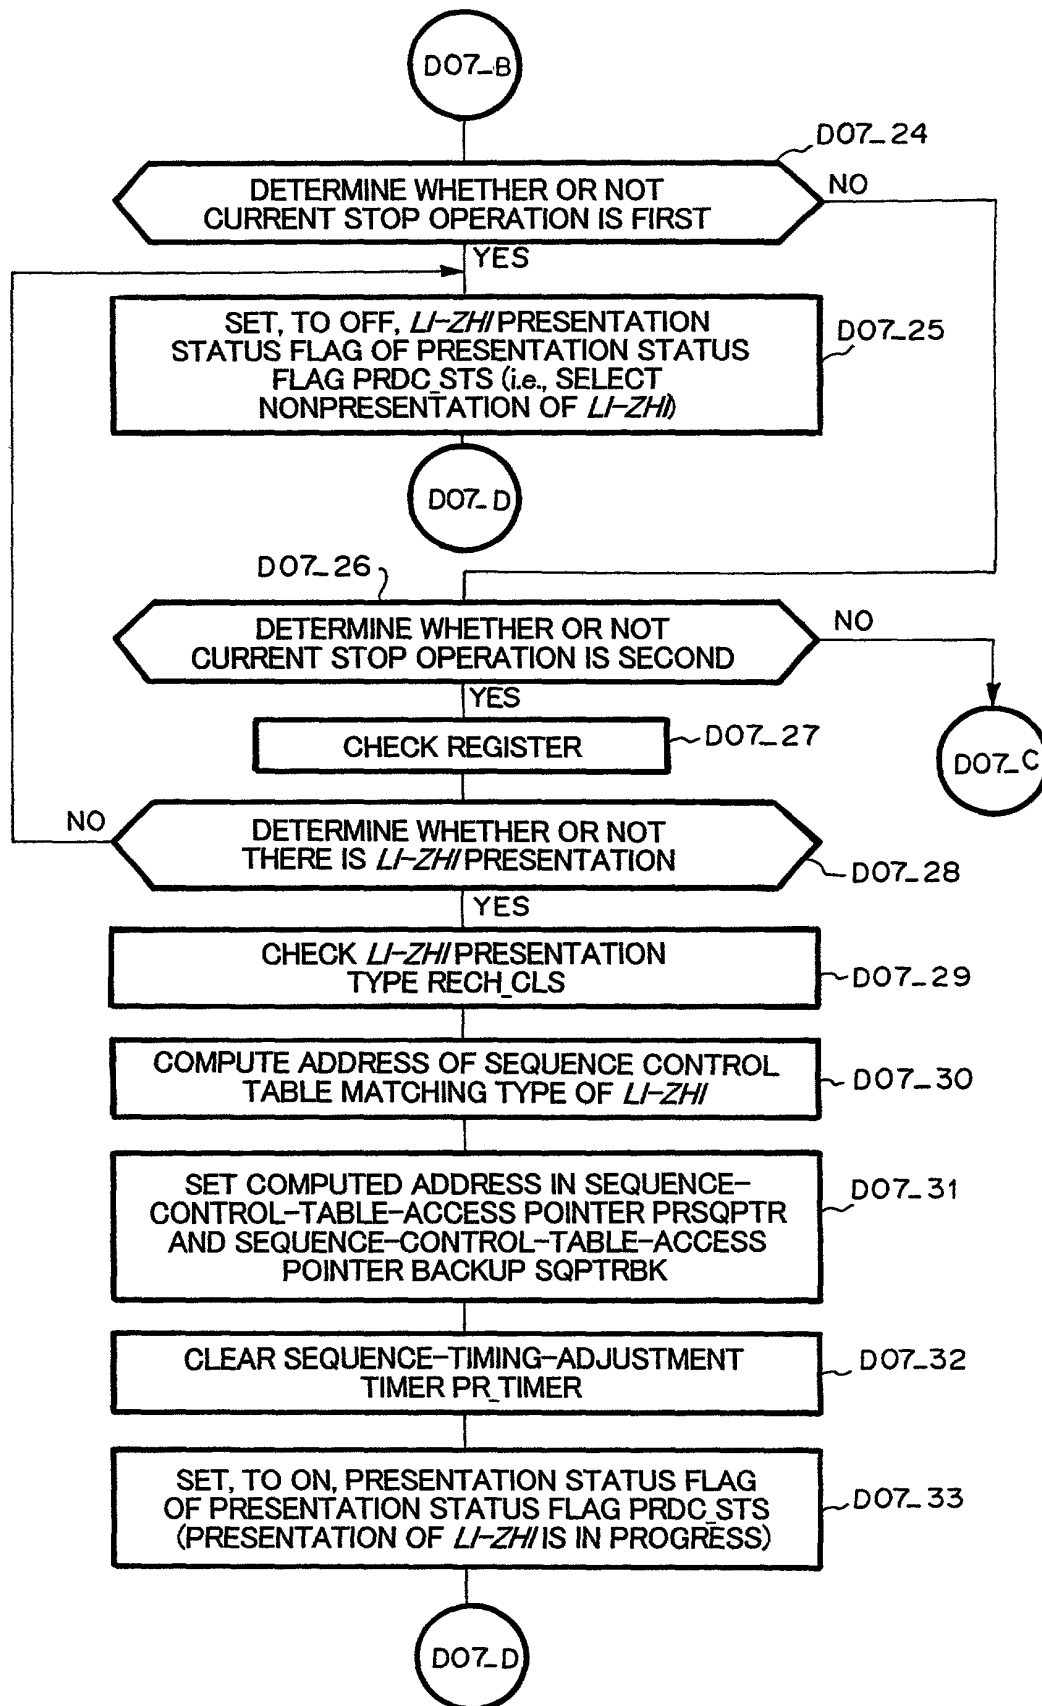 D07_B
D07_24
DETERMINE WHETHER OR NOT
CURRENT STOP OPERATION IS FIRST
NO
YES
SET, TO OFF, LI-ZHI PRESENTATION
STATUS FLAG OF PRESENTATION STATUS
FLAG PRDC_STS (i.e., SELECT
NONPRESENTATION OF LI-ZHI)
D07_25
D07_D
D07_26
DETERMINE WHETHER OR NOT
CURRENT STOP OPERATION IS SECOND
NO
YES
CHECK REGISTER
D07_27
D07_C
NO
DETERMINE WHETHER OR NOT
THERE IS LI-ZHI PRESENTATION
D07_28
YES
CHECK LI-ZHI PRESENTATION
TYPE RECH_CLS
D07_29
COMPUTE ADDRESS OF SEQUENCE CONTROL
TABLE MATCHING TYPE OF LI-ZHI
D07_30
SET COMPUTED ADDRESS IN SEQUENCE-
CONTROL-TABLE-ACCESS POINTER PRSQPTR
AND SEQUENCE-CONTROL-TABLE-ACCESS
POINTER BACKUP SQPTRBK
D07_31
CLEAR SEQUENCE-TIMING-ADJUSTMENT
TIMER PR_TIMER
D07_32
SET, TO ON, PRESENTATION STATUS FLAG
OF PRESENTATION STATUS FLAG PRDC_STS
(PRESENTATION OF LI-ZHI IS IN PROGRESS)
D07_33
D07_D